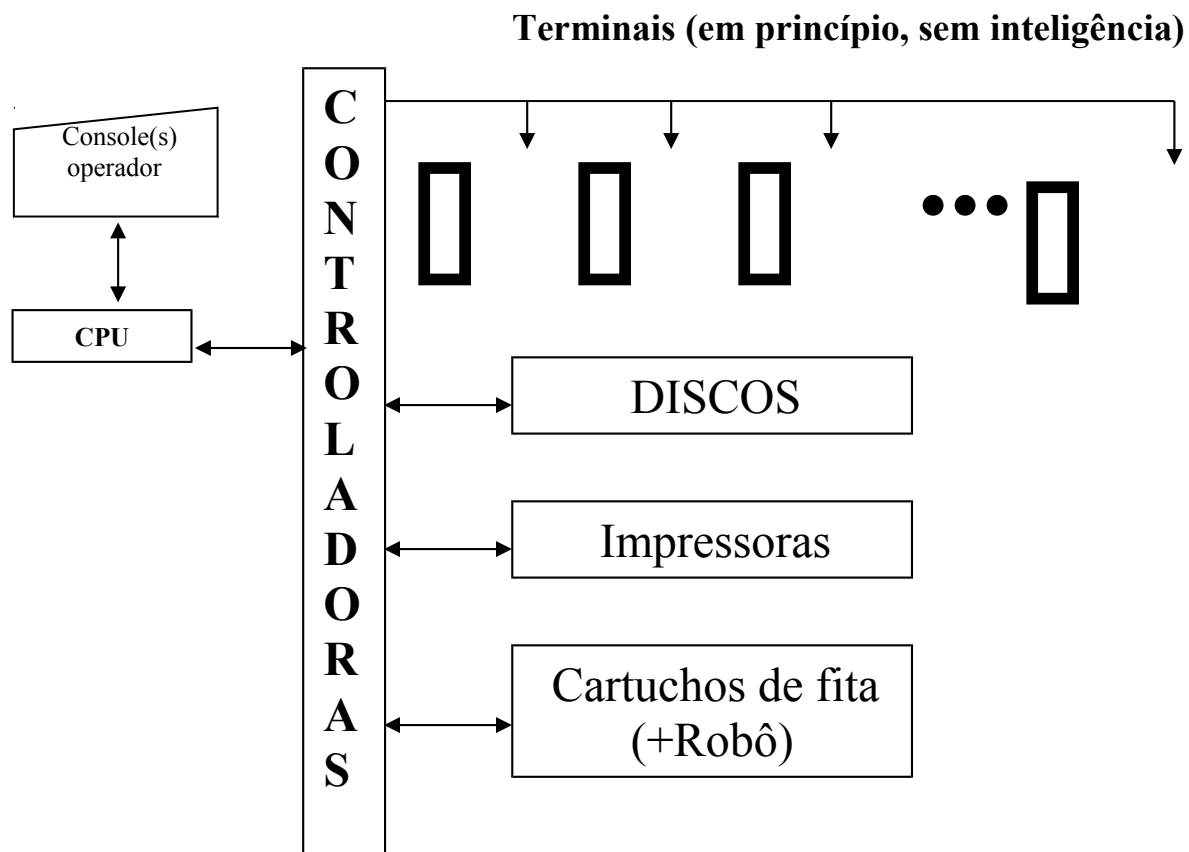 Terminais (em princípio, sem inteligência)
Console(s)
operador
CPU
C
O
N
T
R
O
L
A
D
O
R
A
S
DISCOS
Impressoras
Cartuchos de fita
(+Robô)